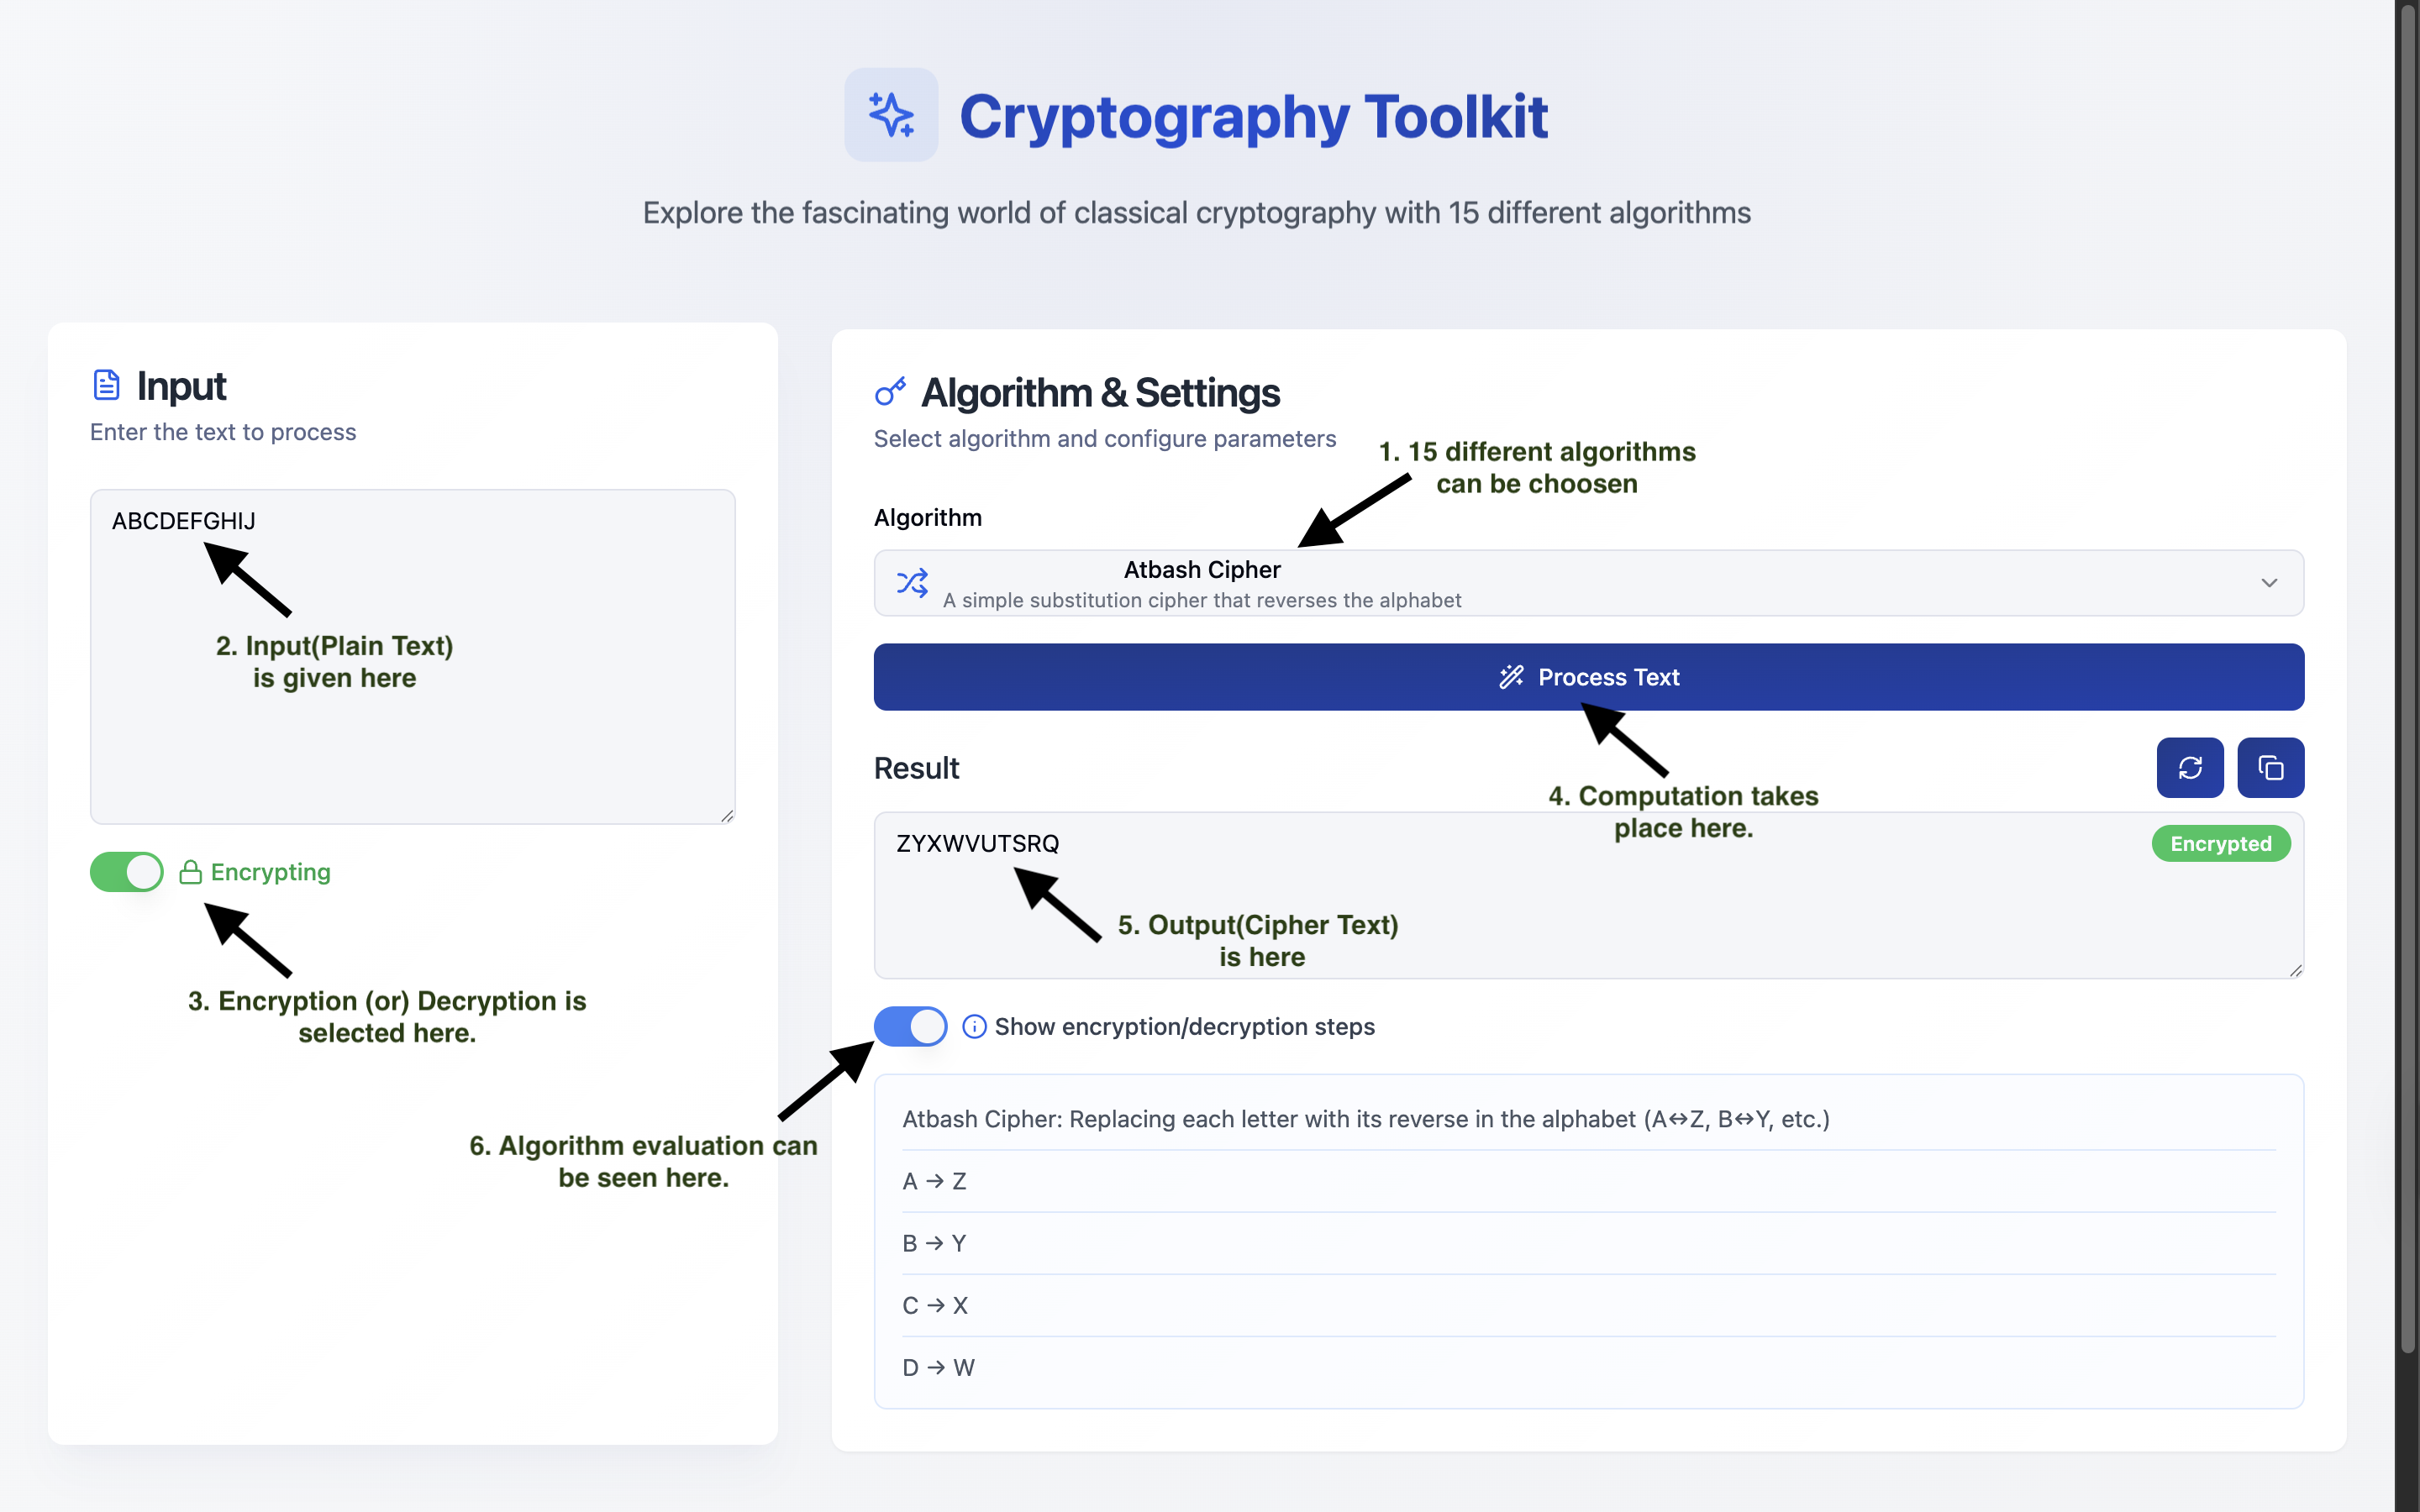 Cryptography Toolkit
Explore the fascinating world of classical cryptography with 15 different algorithms
Input
Enter the text to process
ABCDEFGHIJ
2. Input(Plain Text)
is given here
Encrypting
3. Encryption (or) Decryption is
selected here.
Algorithm & Settings
Select algorithm and configure parameters
1. 15 different algorithms
can be choosen
Algorithm
Atbash Cipher
A simple substitution cipher that reverses the alphabet
Process Text
4. Computation takes
place here.
Result
ZYXWVUTSRQ
Encrypted
5. Output(Cipher Text)
is here
Show encryption/decryption steps
6. Algorithm evaluation can
be seen here.
Atbash Cipher: Replacing each letter with its reverse in the alphabet (A↔Z, B↔Y, etc.)
A → Z
B → Y
C → X
D → W